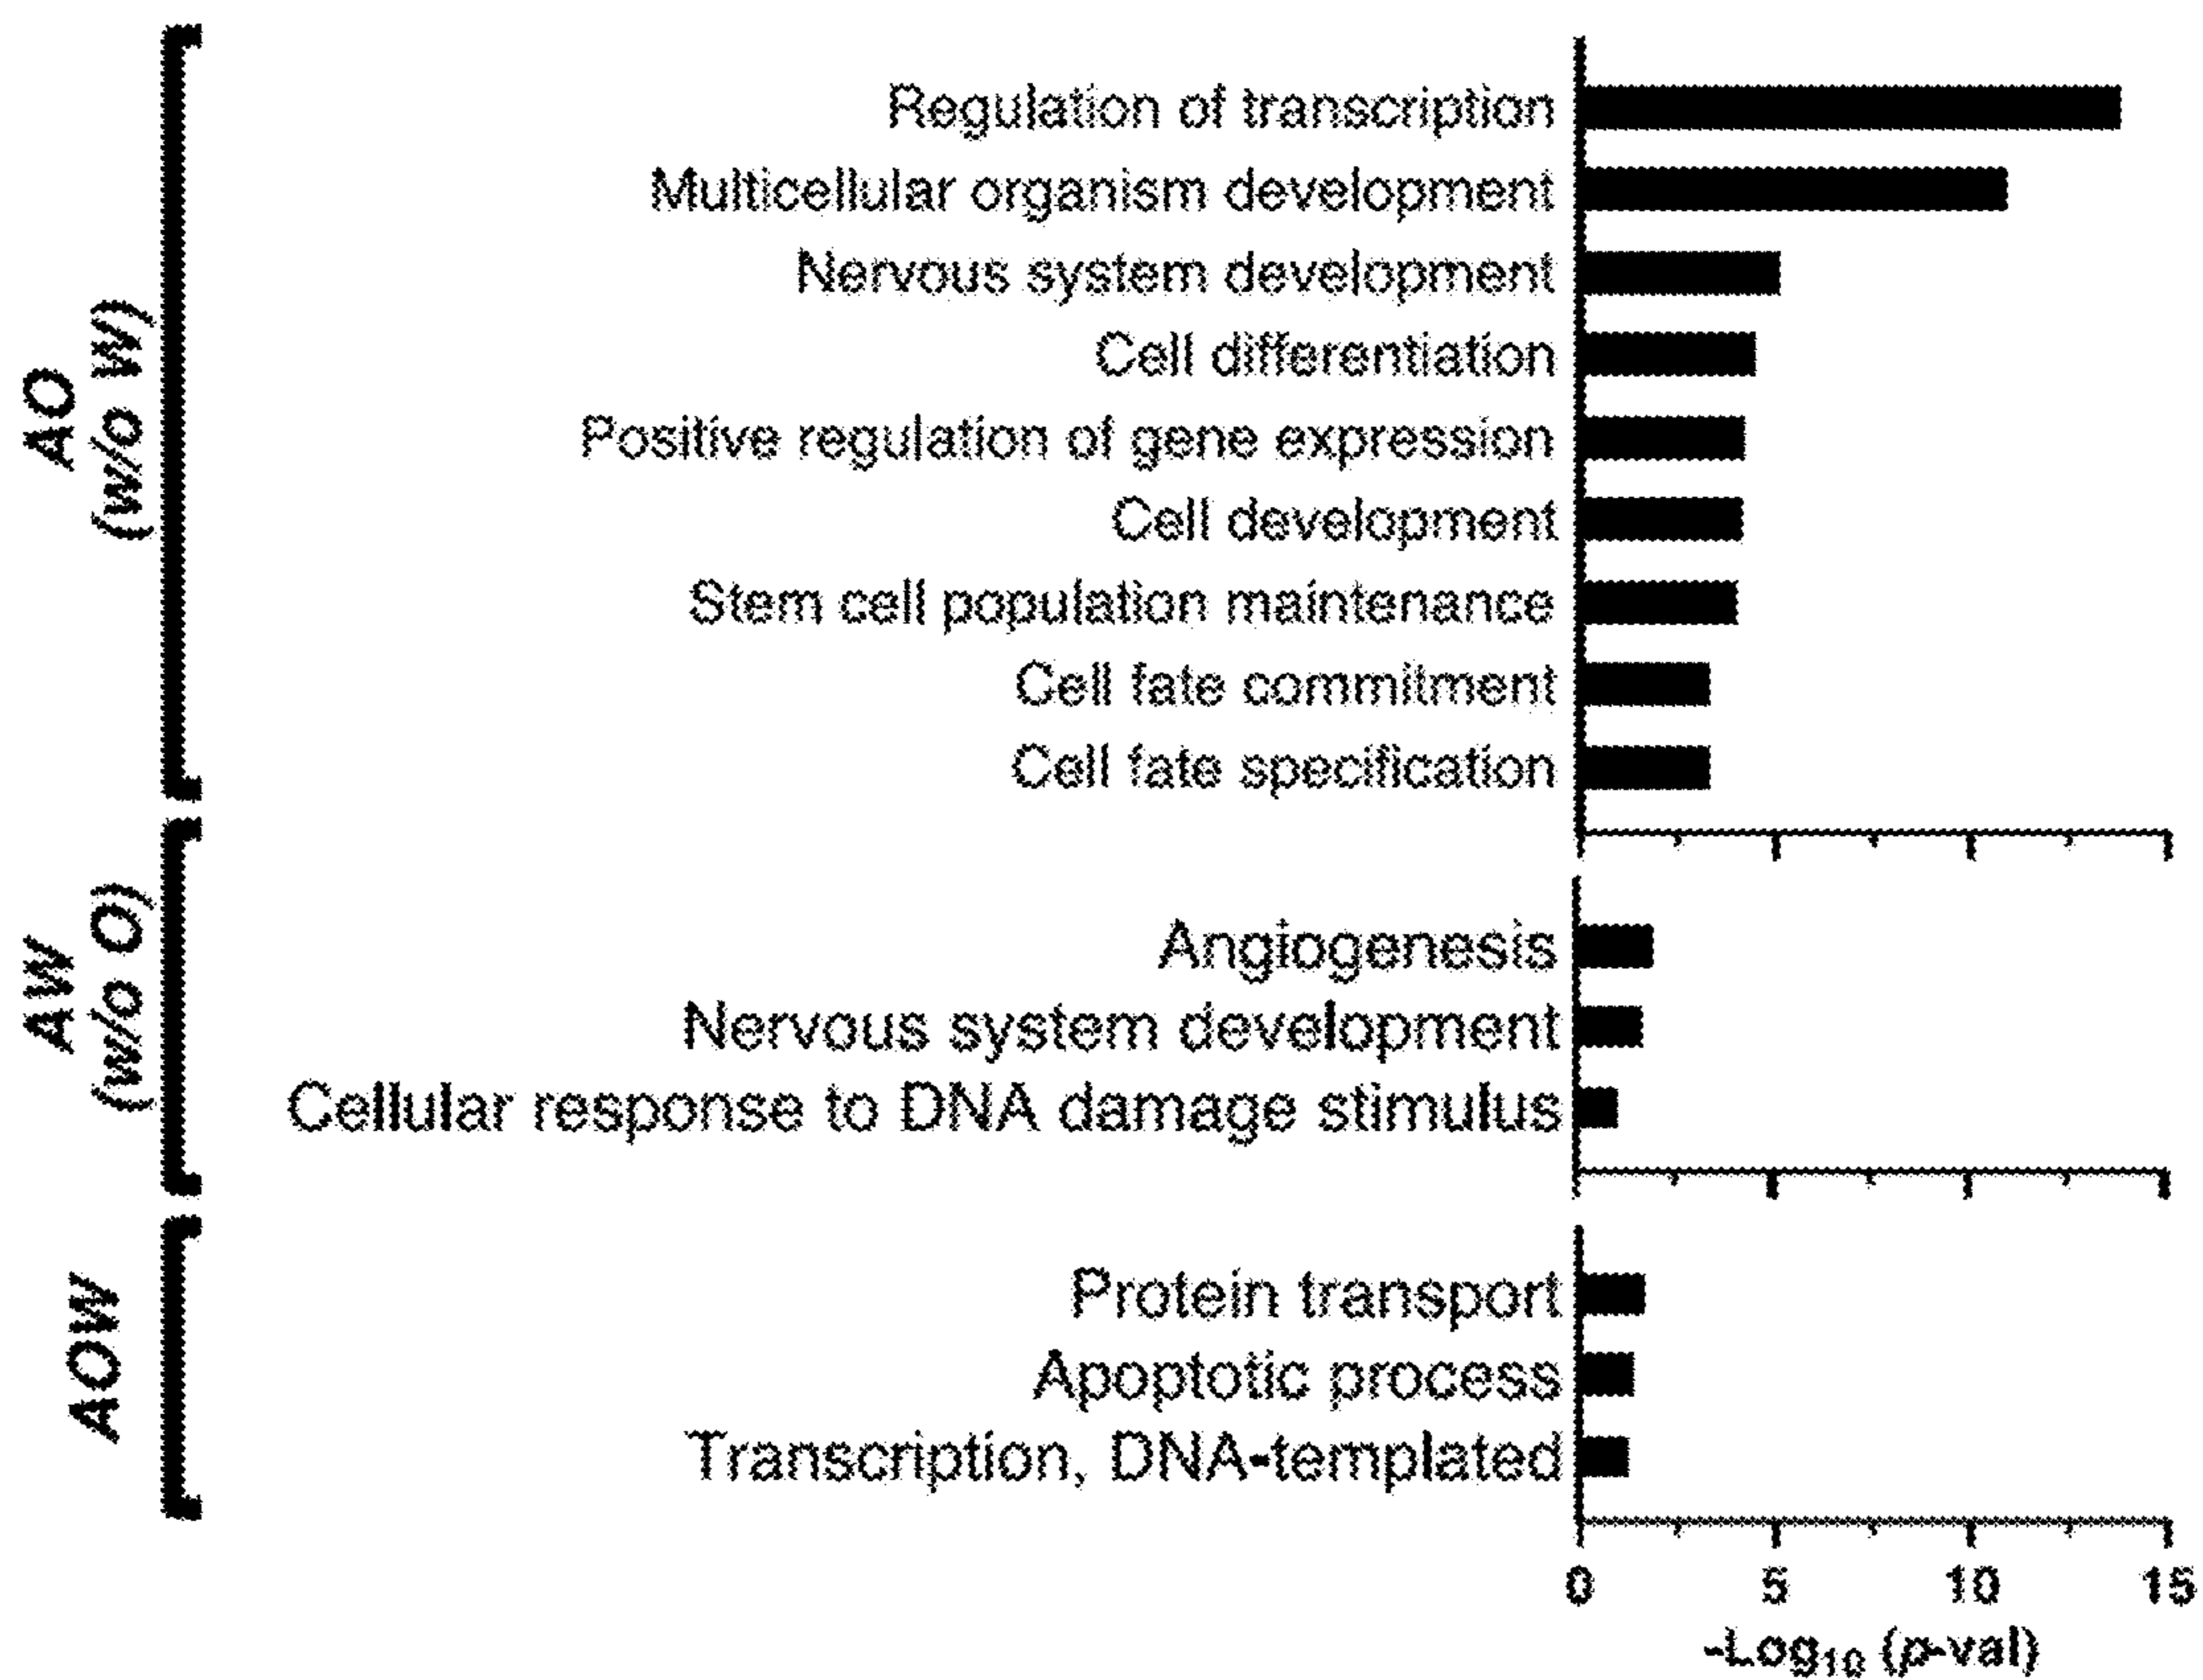 AO
(w/o W)
Regulation of transcription
Multicellular organism development
Nervous system development
Cell differentiation
Positive regulation of gene expression
Cell development
Stem cell population maintenance
Cell fate commitment
Cell fate specification
AW
(w/o O)
Angiogenesis
Nervous system development
Cellular response to DNA damage stimulus
AOW
Protein transport
Apoptotic process
Transcription, DNA-templated
0 5 10 15
-Log10 (p-val)